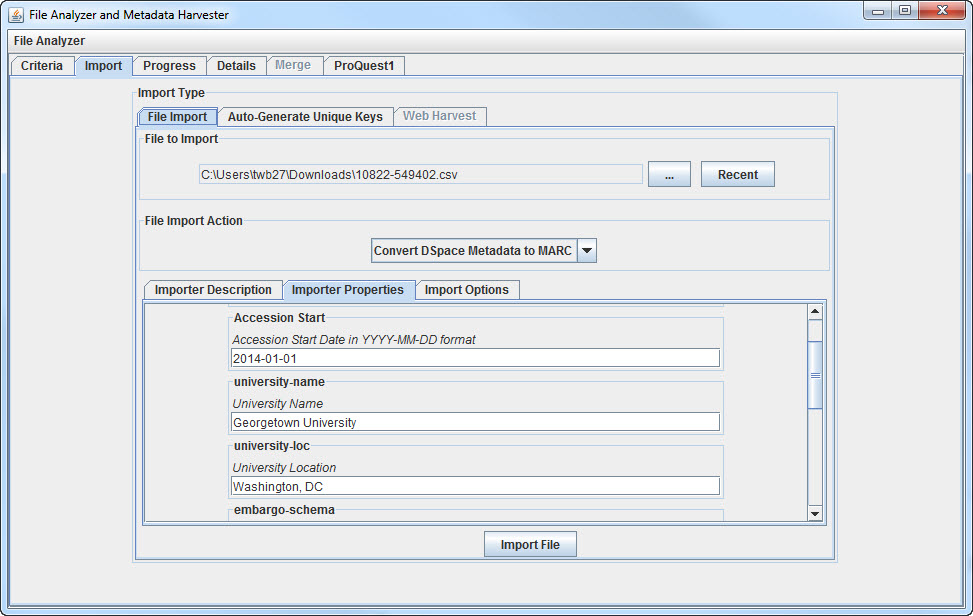 File Analyzer and Metadata Harvester
File Analyzer
Criteria Import Progress Details Merge ProQuest1
Import Type
File Import Auto-Generate Unique Keys Web Harvest
File to Import
C:\Users\twb27\Downloads\10822-549402.csv ... Recent
File Import Action
Convert DSpace Metadata to MARC
Importer Description Importer Properties Import Options
Accession Start
Accession Start Date in YYYY-MM-DD format
2014-01-01
university-name
University Name
Georgetown University
university-loc
University Location
Washington, DC
embargo-schema
Import File